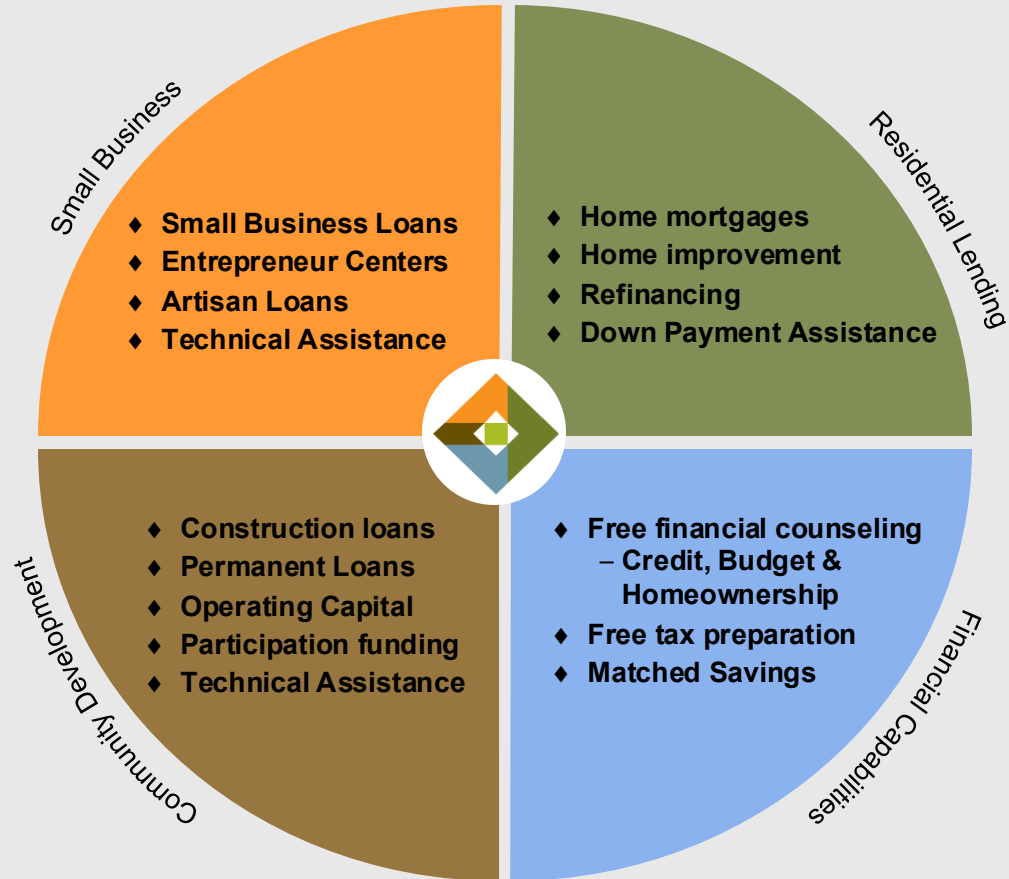 Small Business
♦ Small Business Loans
♦ Entrepreneur Centers
♦ Artisan Loans
♦ Technical Assistance
Residential Lending
♦ Home mortgages
♦ Home improvement
♦ Refinancing
♦ Down Payment Assistance
Community Development
♦ Construction loans
♦ Permanent Loans
♦ Operating Capital
♦ Participation funding
♦ Technical Assistance
Financial Capabilities
♦ Free financial counseling
– Credit, Budget &
Homeownership
♦ Free tax preparation
♦ Matched Savings